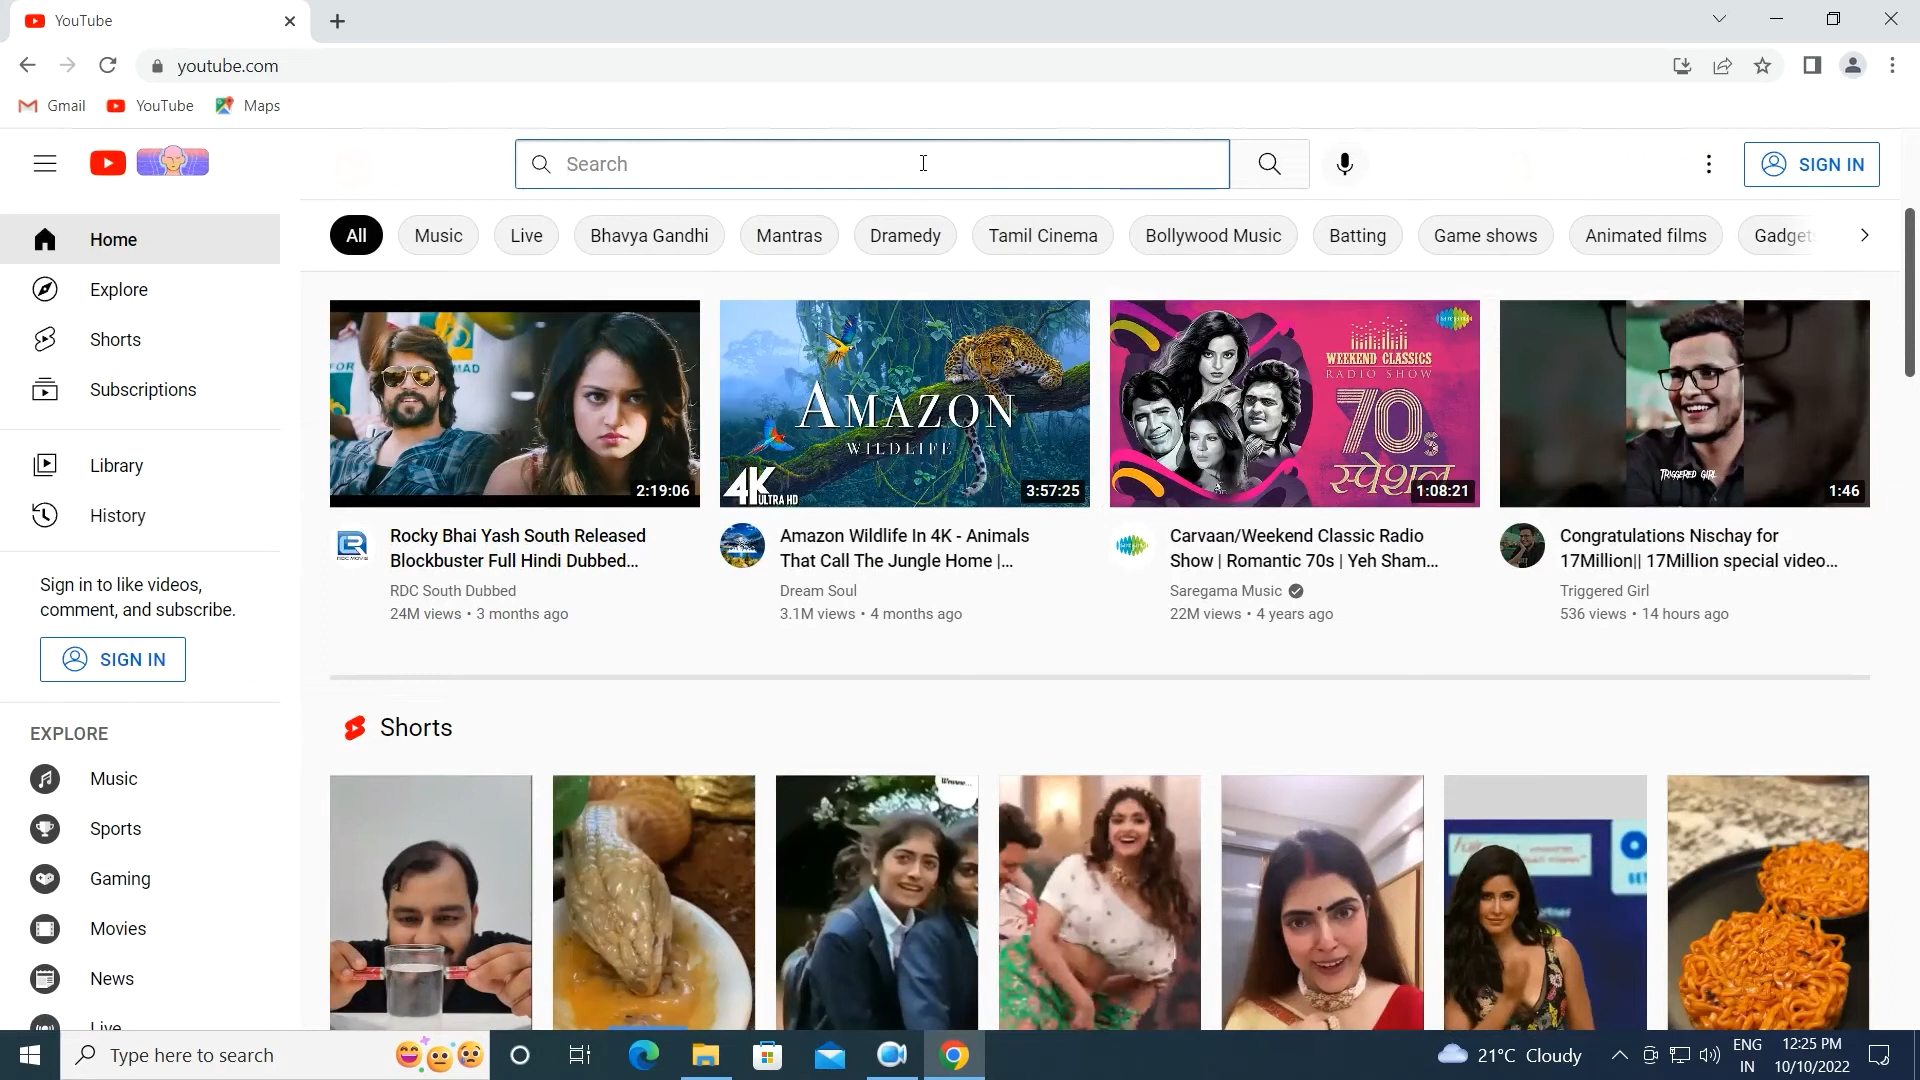 YouTube
youtube.com
Gmail YouTube Maps
Search
SIGN IN
All Music Live Bhavya Gandhi Mantras Dramedy Tamil Cinema Bollywood Music Batting Game shows Animated films Gadgets
Home
Explore
Shorts
Subscriptions
Library
History
Sign in to like videos,
comment, and subscribe.
SIGN IN
EXPLORE
Music
Sports
Gaming
Movies
News
Live
2:19:06
Rocky Bhai Yash South Released
Blockbuster Full Hindi Dubbed...
RDC South Dubbed
24M views • 3 months ago
AMAZON
WILDLIFE
4K ULTRA HD
3:57:25
Amazon Wildlife In 4K - Animals
That Call The Jungle Home |...
Dream Soul
3.1M views • 4 months ago
WEEKEND CLASSICS
RADIO SHOW
70s
स्पेशल
1:08:21
Carvaan/Weekend Classic Radio
Show | Romantic 70s | Yeh Sham...
Saregama Music
22M views • 4 years ago
TRIGGERED GIRL
1:46
Congratulations Nischay for
17Million|| 17Million special video...
Triggered Girl
536 views • 14 hours ago
Shorts
Type here to search
21°C Cloudy
ENG
IN
12:25 PM
10/10/2022